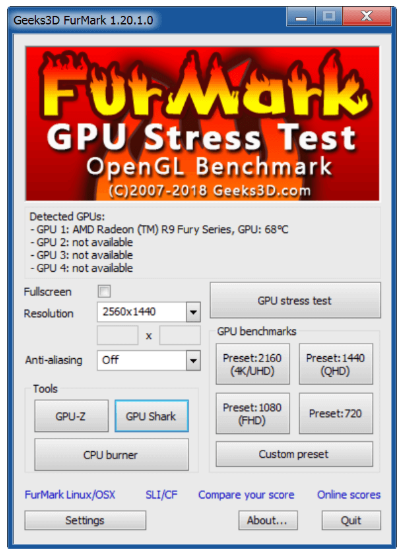 Geeks3D FurMark 1.20.1.0
FurMark
GPU Stress Test
OpenGL Benchmark
(C)2007-2018 Geeks3D.com
Detected GPUs:
- GPU 1: AMD Radeon (TM) R9 Fury Series, GPU: 68°C
- GPU 2: not available
- GPU 3: not available
- GPU 4: not available
Fullscreen
Resolution
2560x1440
x
Anti-aliasing
Off
GPU stress test
GPU benchmarks
Preset:2160
(4K/UHD)
Preset:1440
(QHD)
Preset:1080
(FHD)
Preset:720
Custom preset
Tools
GPU-Z
GPU Shark
CPU burner
FurMark Linux/OSX
SLI/CF
Compare your score
Online scores
Settings
About...
Quit